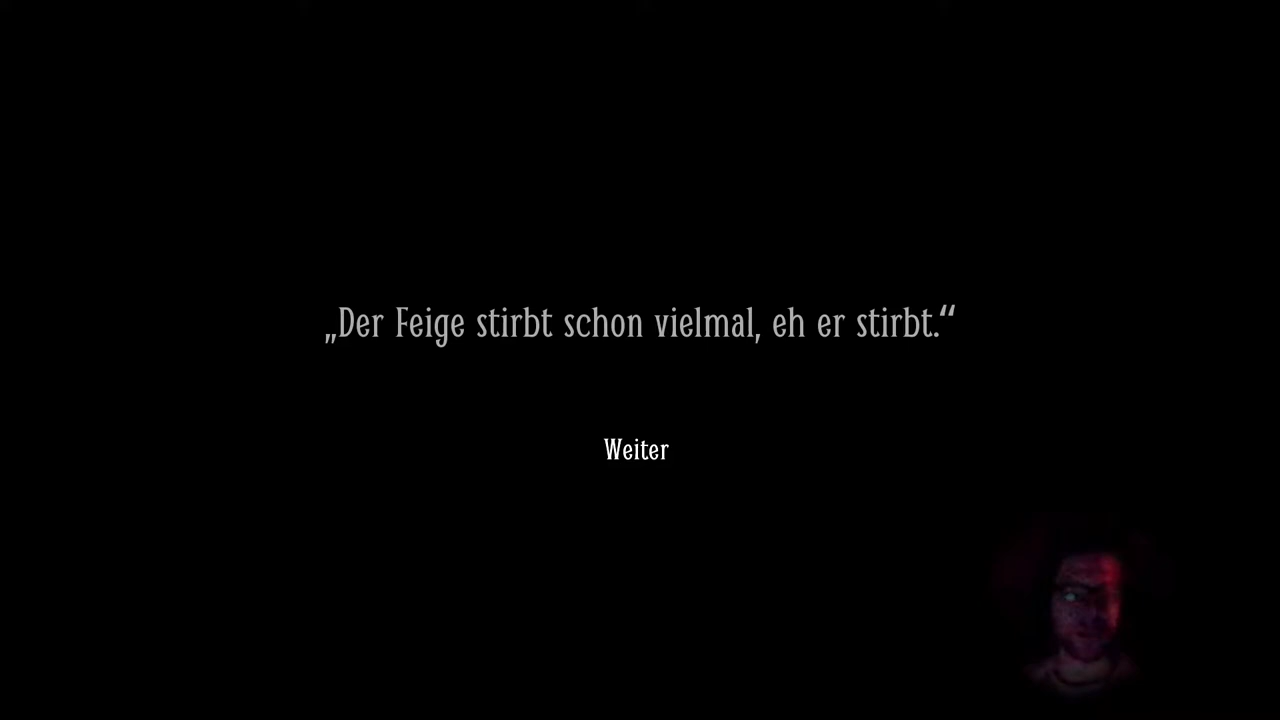 „Der Feige stirbt schon vielmal, eh er stirbt.“
Weiter